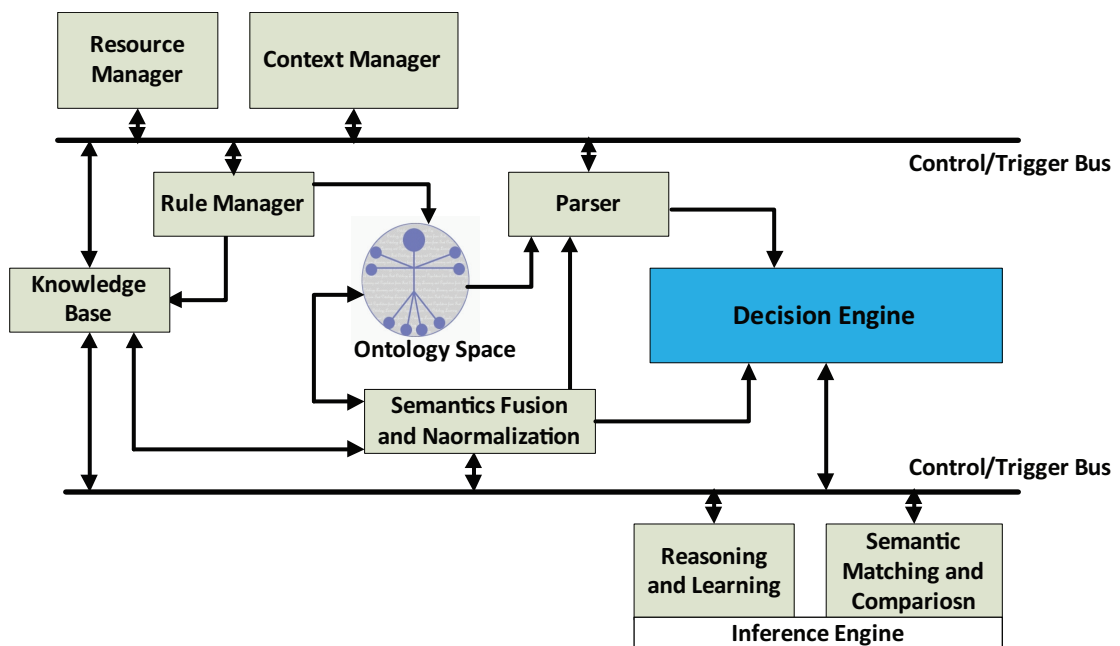 Resource
Manager
Context Manager
Control/Trigger Bus
Rule Manager
Parser
Knowledge
Base
Decision Engine
Ontology Space
Semantics Fusion
and Naormalization
Control/Trigger Bus
Reasoning
and Learning
Semantic
Matching and
Compariosn
Inference Engine